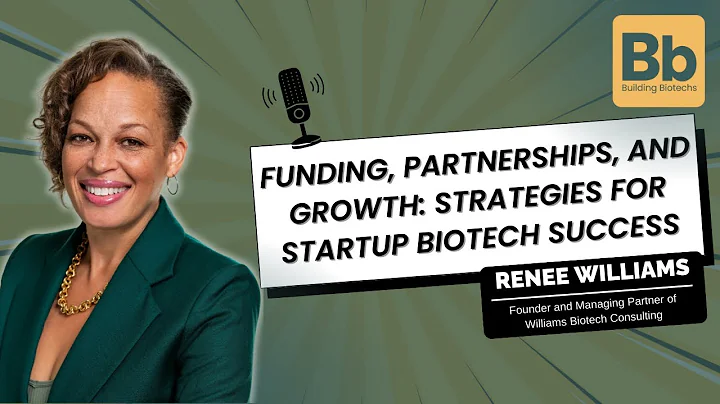 Bb
Building Biotechs
FUNDING, PARTNERSHIPS, AND
GROWTH: STRATEGIES FOR
STARTUP BIOTECH SUCCESS
RENEE WILLIAMS
Founder and Managing Partner of
Williams Biotech Consulting